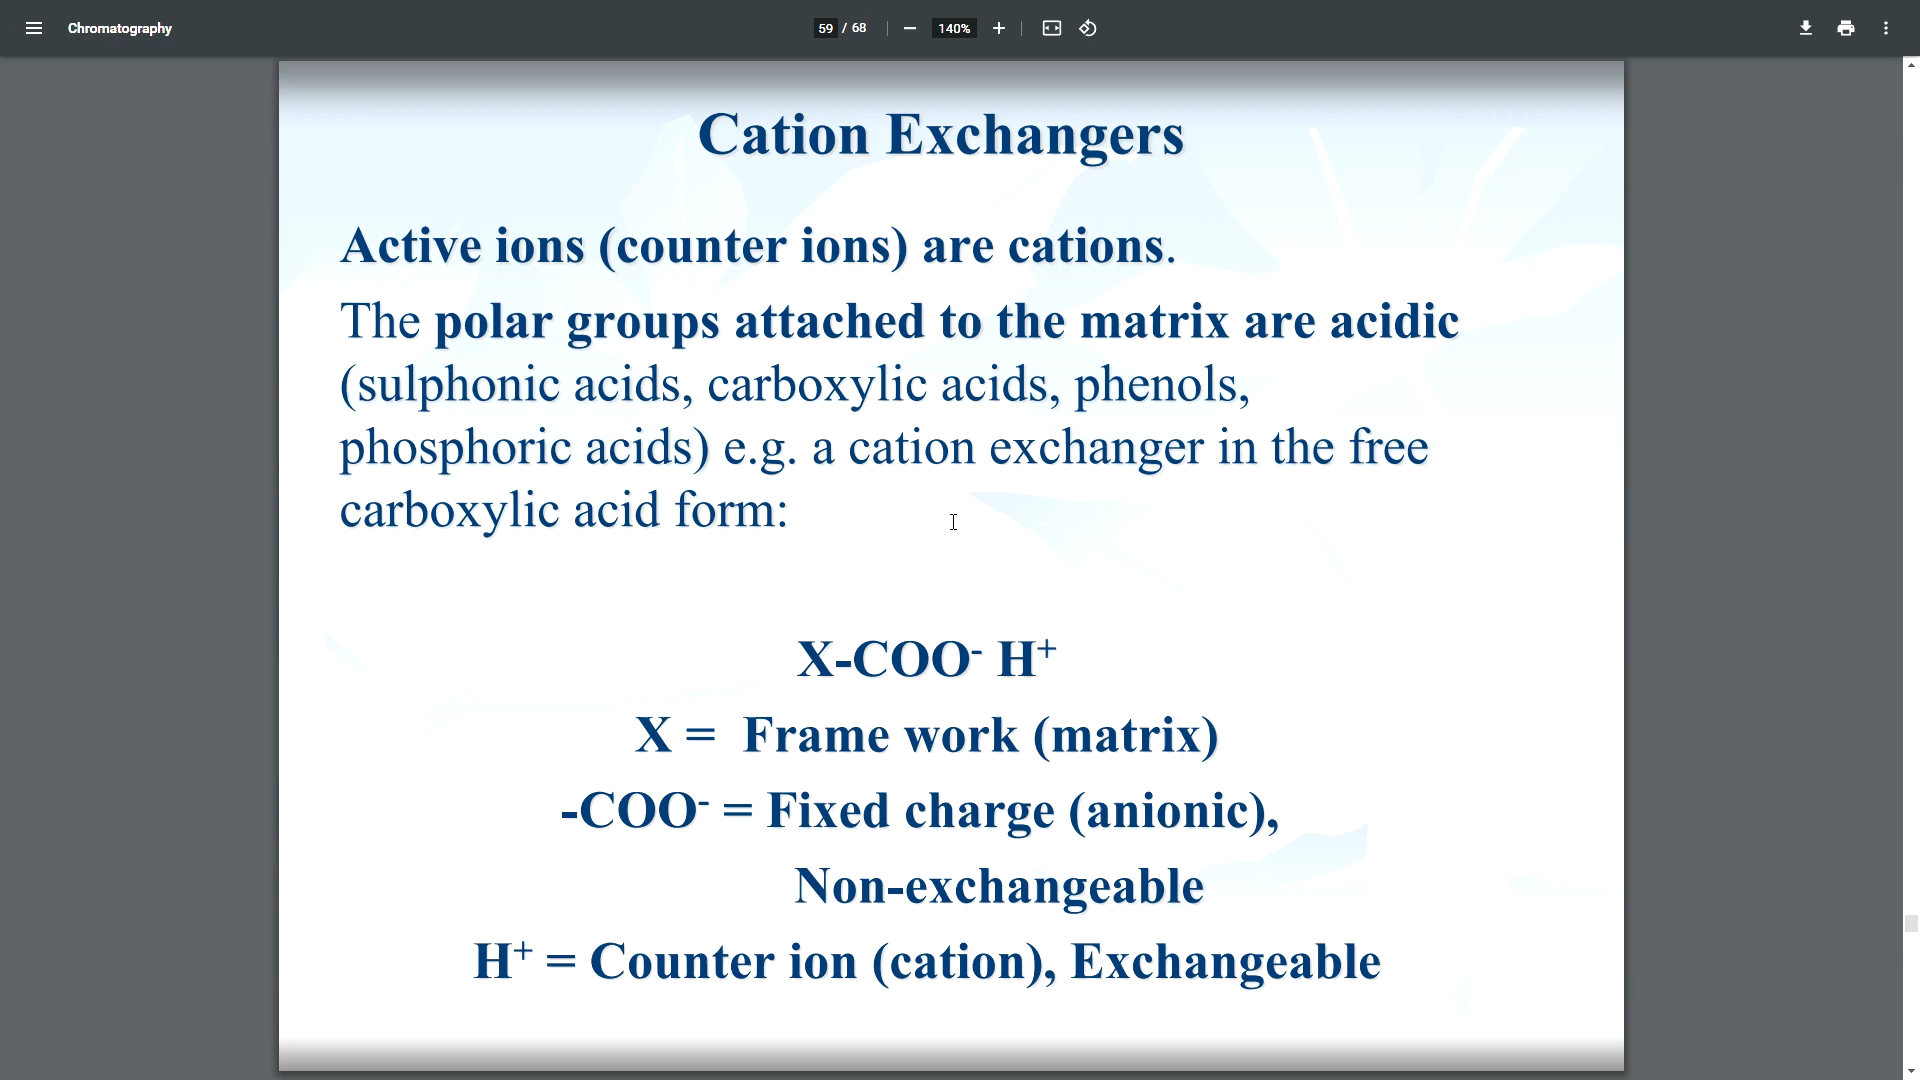 Chromatography
59 / 68
140%
Cation Exchangers
Active ions (counter ions) are cations.
The polar groups attached to the matrix are acidic
(sulphonic acids, carboxylic acids, phenols,
phosphoric acids) e.g. a cation exchanger in the free
carboxylic acid form:
X-COO⁻ H⁺
X = Frame work (matrix)
-COO⁻ = Fixed charge (anionic),
Non-exchangeable
H⁺ = Counter ion (cation), Exchangeable